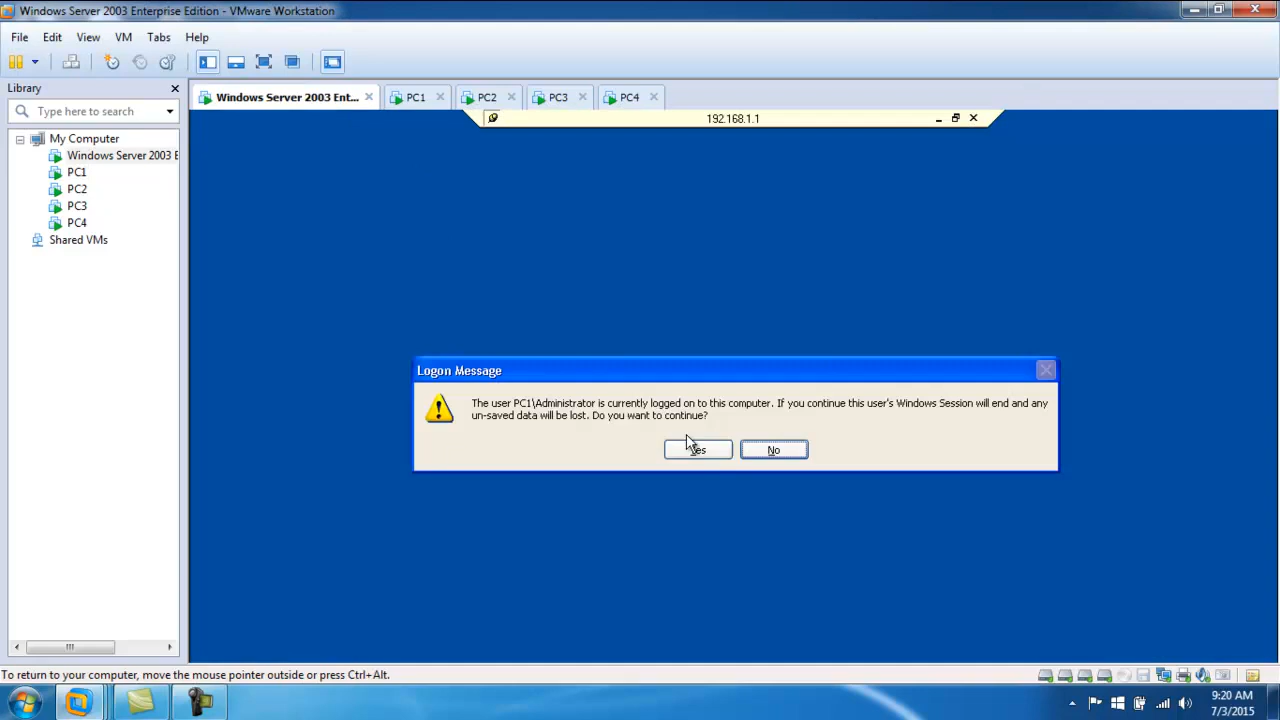 Windows Server 2003 Enterprise Edition - VMware Workstation
File Edit View VM Tabs Help
Library
Type here to search
My Computer
Windows Server 2003 E
PC1
PC2
PC3
PC4
Shared VMs
Windows Server 2003 Ent... PC1 PC2 PC3 PC4
192.168.1.1
Logon Message
The user PC1\Administrator is currently logged on to this computer. If you continue this user's Windows Session will end and any
un-saved data will be lost. Do you want to continue?
Yes No
To return to your computer, move the mouse pointer outside or press Ctrl+Alt.
9:20 AM
7/3/2015